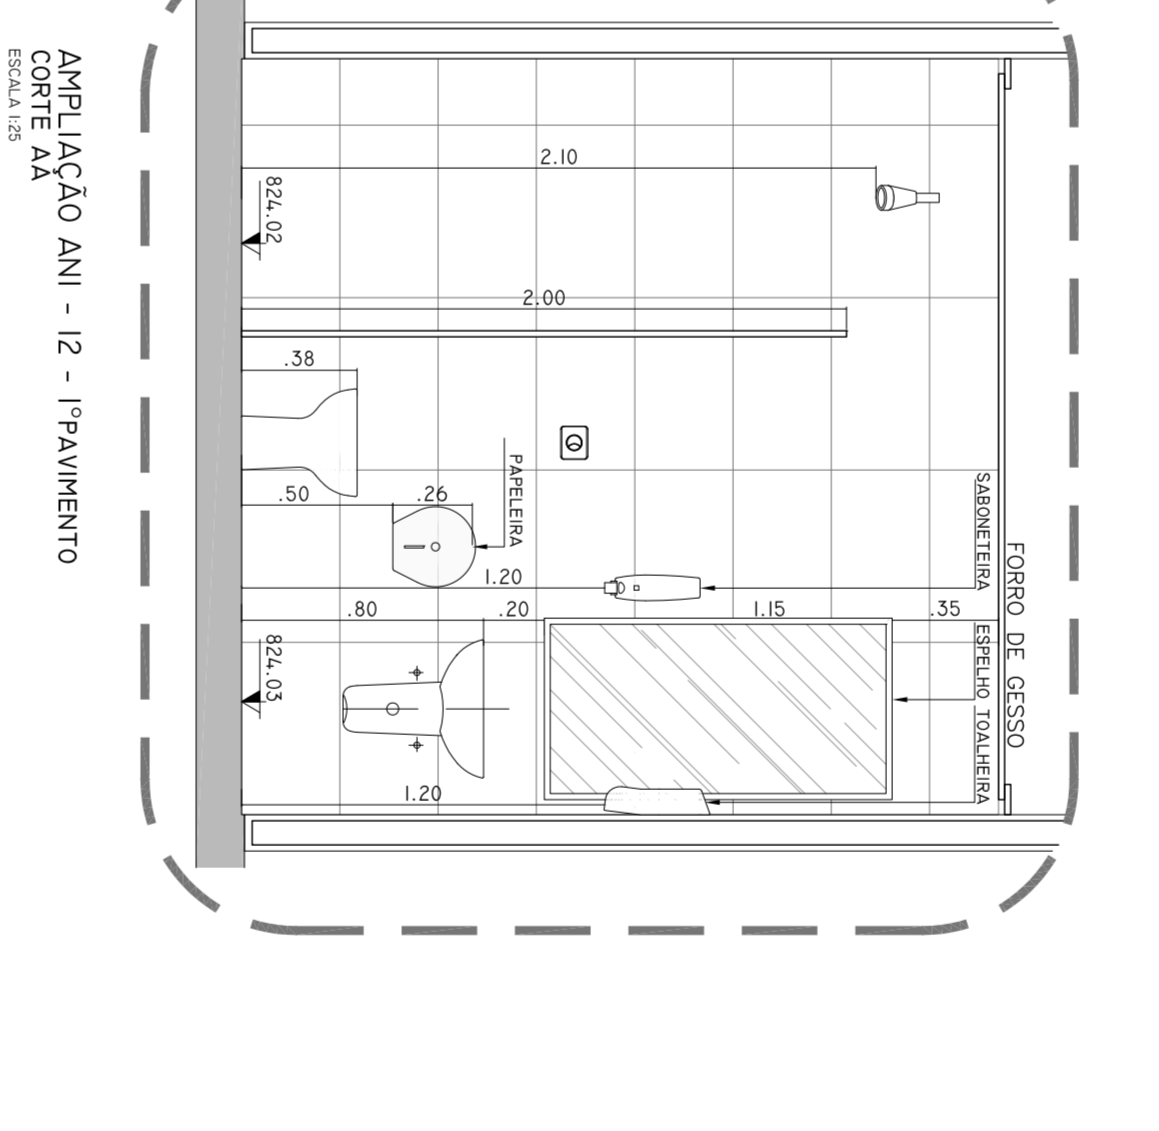 AMPLIAÇÃO ANI - 12 - 1°PAVIMENTO
CORTE AA
ESCALA 1:25
2.10
824.02
2.00
.38
.50
.26
PAPELEIRA
SABONETEIRA
FORRO DE GESSO
1.20
.80
.20
1.15
.35
824.03
ESPELHO
TOALHEIRA
1.20